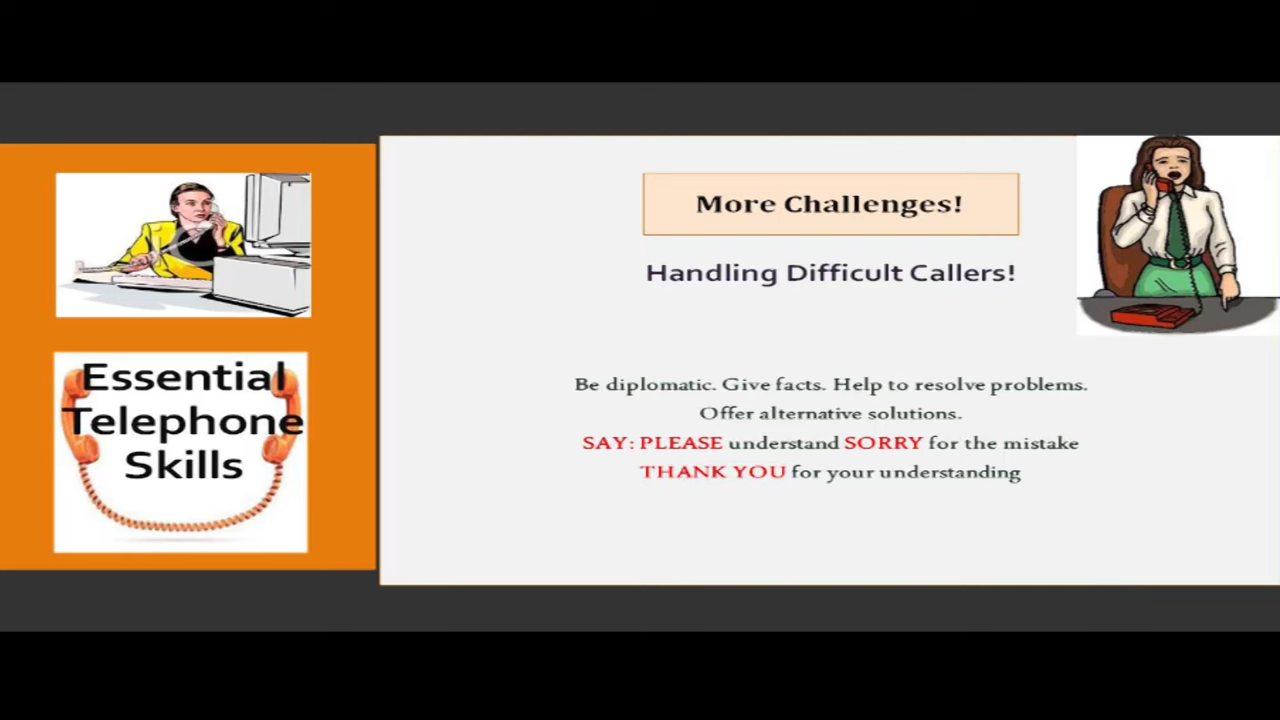 Essential
Telephone
Skills
More Challenges!
Handling Difficult Callers!
Be diplomatic. Give facts. Help to resolve problems.
Offer alternative solutions.
SAY: PLEASE understand SORRY for the mistake
THANK YOU for your understanding